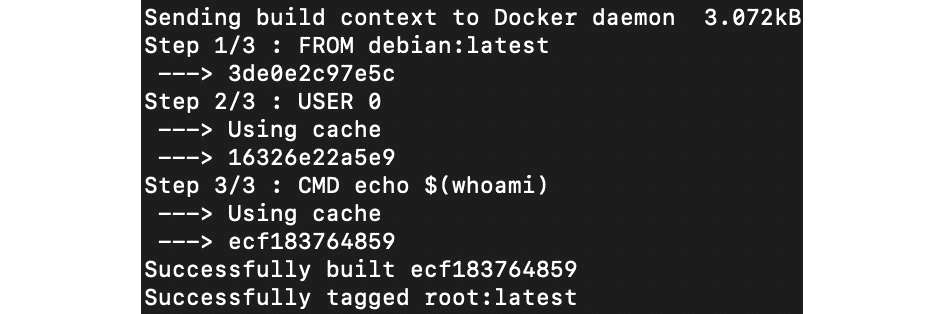 Sending build context to Docker daemon  3.072kB
Step 1/3 : FROM debian:latest
 ---> 3de0e2c97e5c
Step 2/3 : USER 0
 ---> Using cache
 ---> 16326e22a5e9
Step 3/3 : CMD echo $(whoami)
 ---> Using cache
 ---> ecf183764859
Successfully built ecf183764859
Successfully tagged root:latest